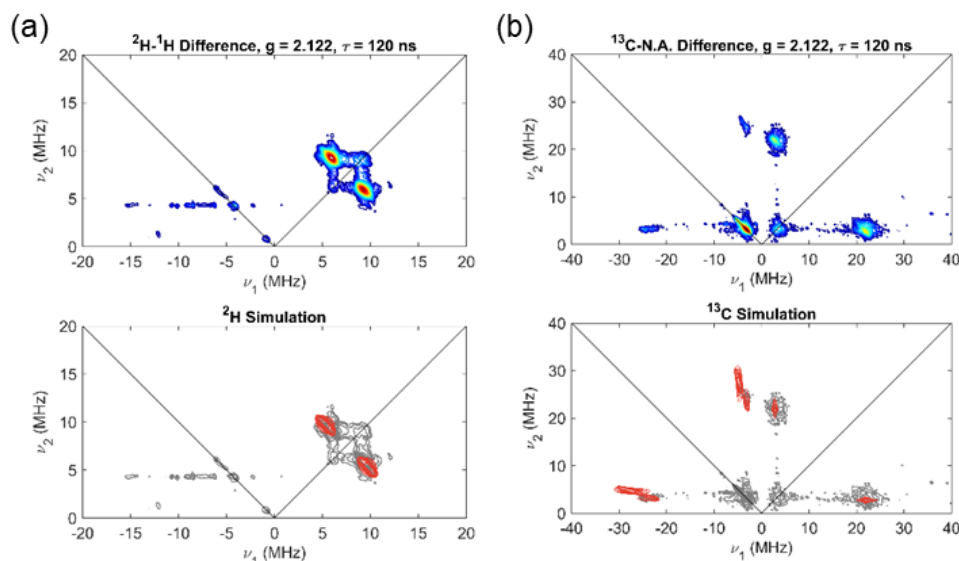 (a)
²H-¹H Difference, g = 2.122, τ = 120 ns
20
15
10
5
0
ν₂ (MHz)
-20 -15 -10 -5 0 5 10 15 20
ν₁ (MHz)
(b)
¹³C-N.A. Difference, g = 2.122, τ = 120 ns
40
30
20
10
0
ν₂ (MHz)
-40 -30 -20 -10 0 10 20 30 40
ν₁ (MHz)
²H Simulation
20
15
10
5
0
ν₂ (MHz)
-20 -15 -10 -5 0 5 10 15 20
ν₁ (MHz)
¹³C Simulation
40
30
20
10
0
ν₂ (MHz)
-40 -30 -20 -10 0 10 20 30 40
ν₁ (MHz)